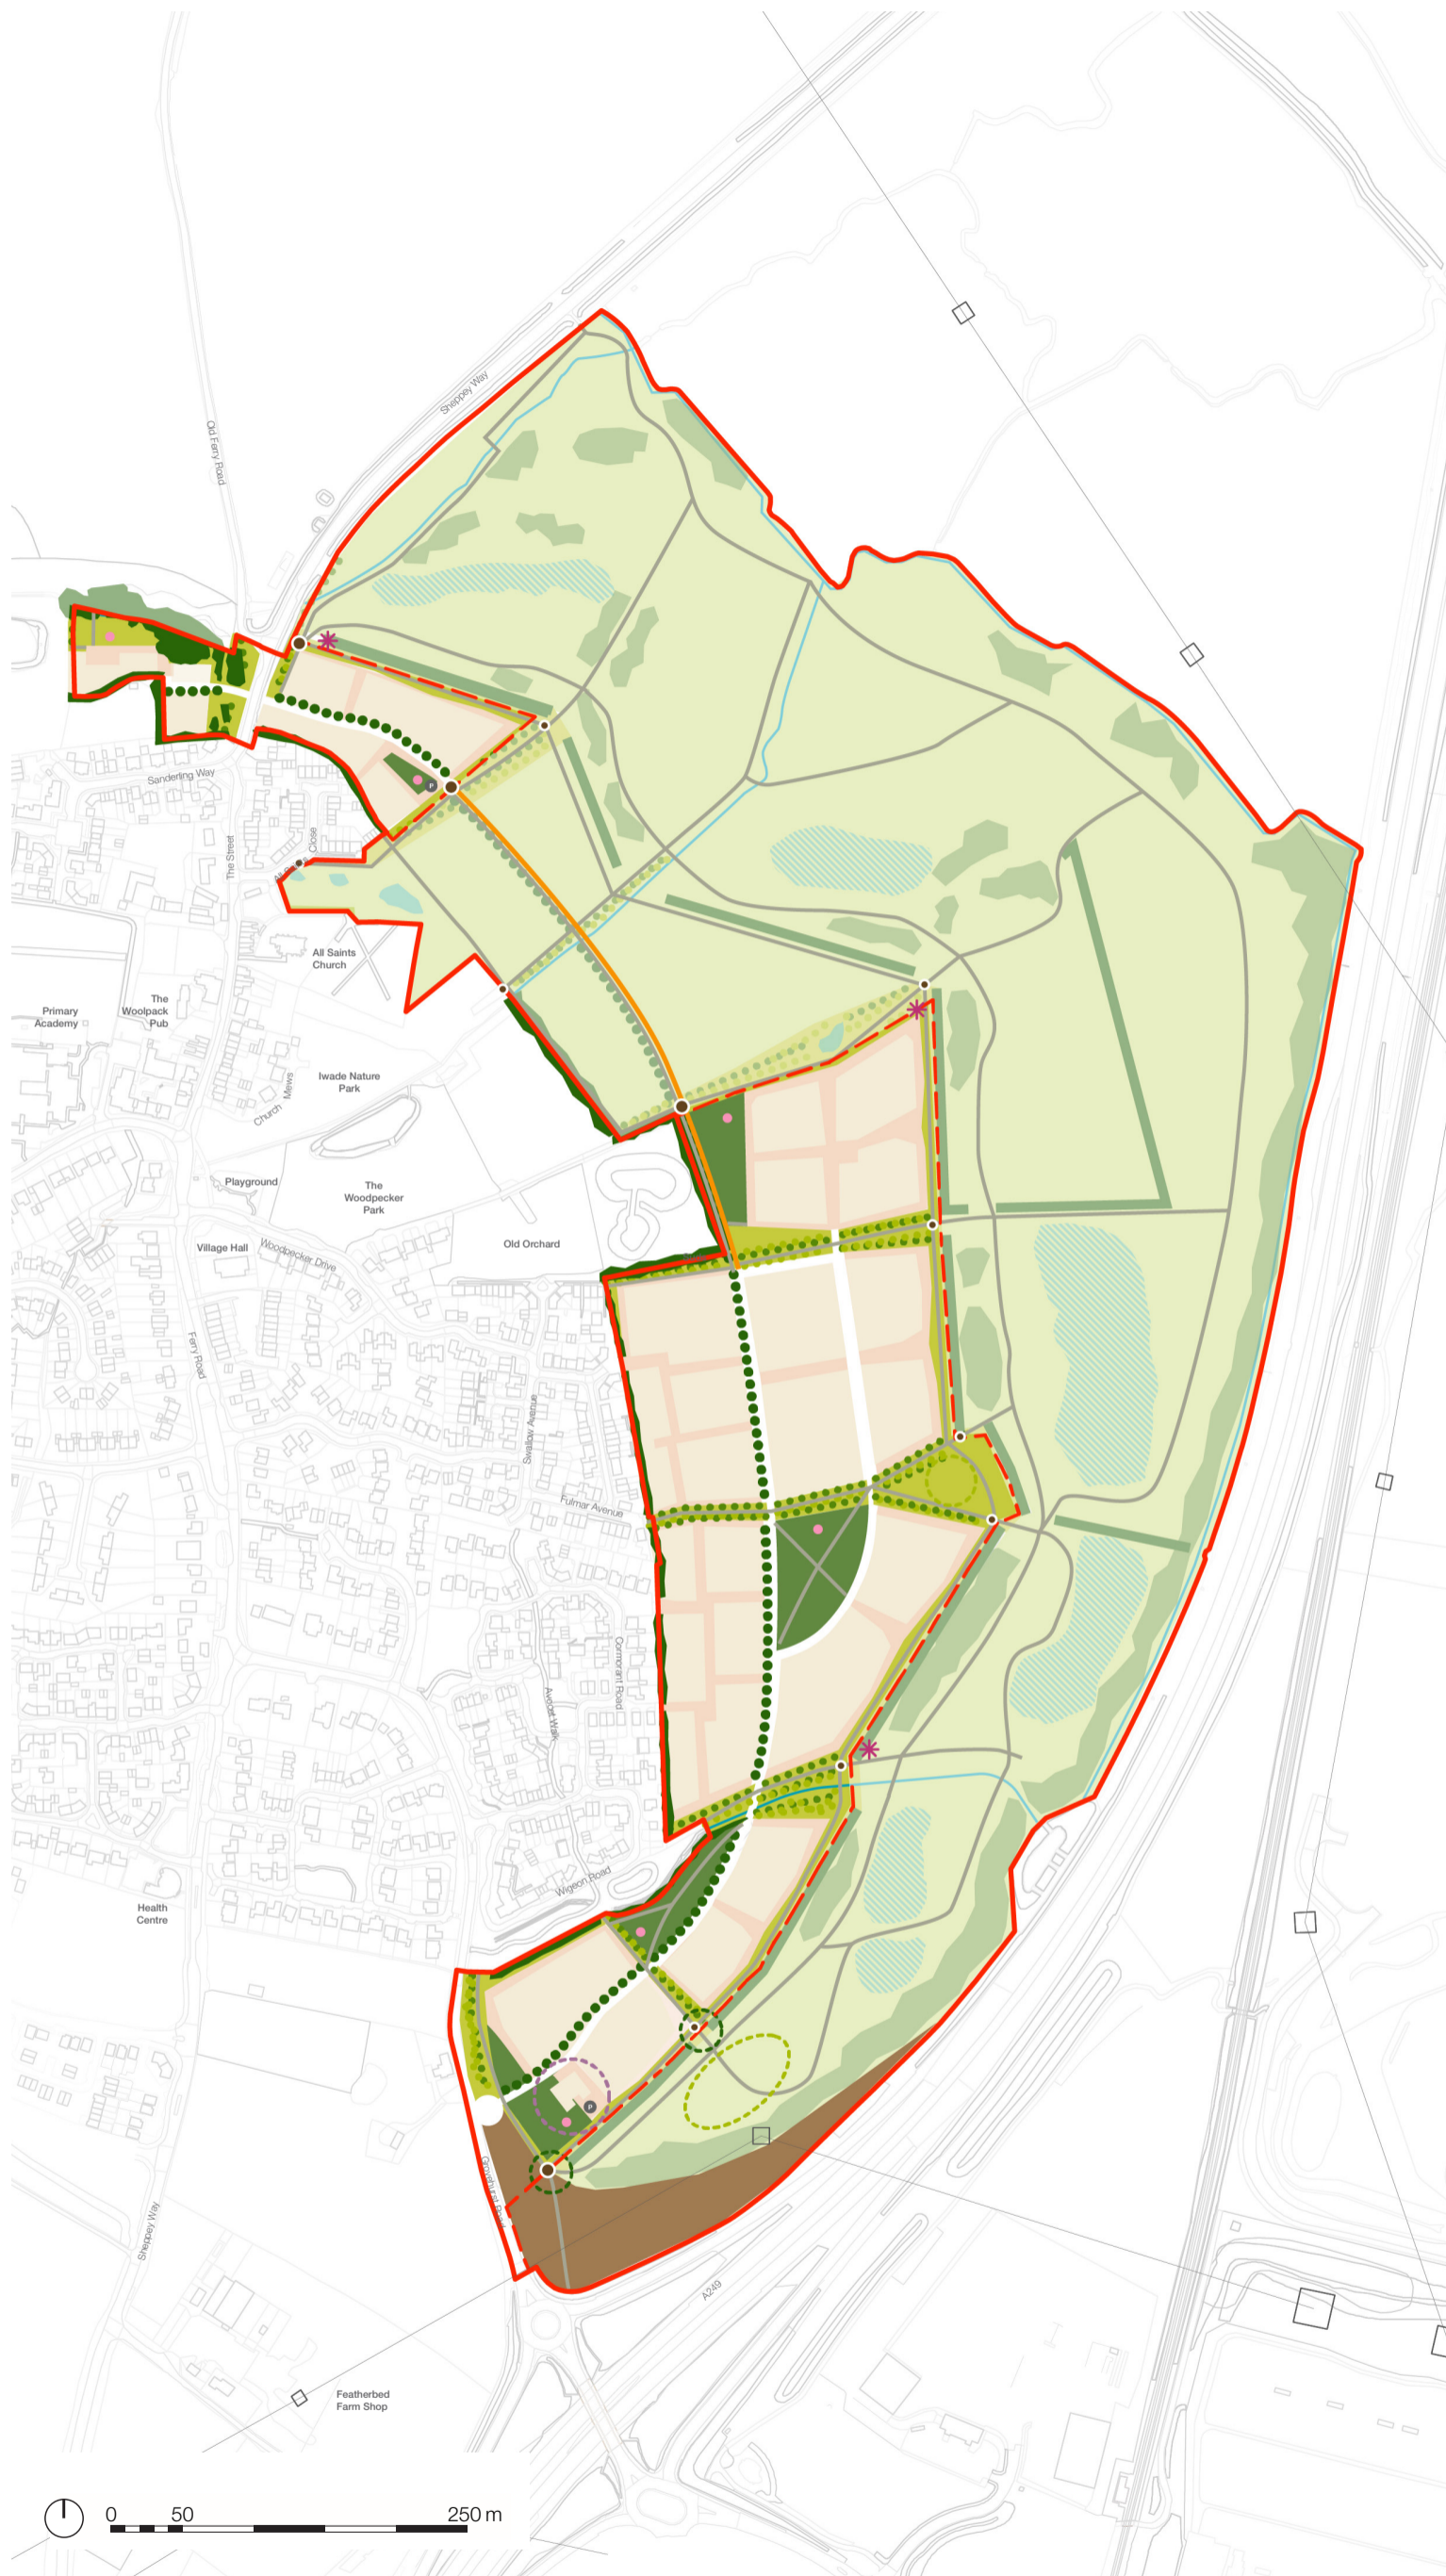 Sheppey Way
Old Ferry Road
Sanderling Way
The Street
Close
P
All Saints
Church
The
Woolpack
Pub
Primary
Academy
Iwade Nature
Park
Church
Mews
Playground
The
Woodpecker
Park
Village Hall
Woodpecker Drive
Old Orchard
Ferry Road
Swallow Avenue
Fulmar Avenue
Cormorant Road
Avocet Walk
Wigeon Road
Health
Centre
P
Grovehurst Road
Sheppey Way
A249
Featherbed
Farm Shop
0
50
250 m